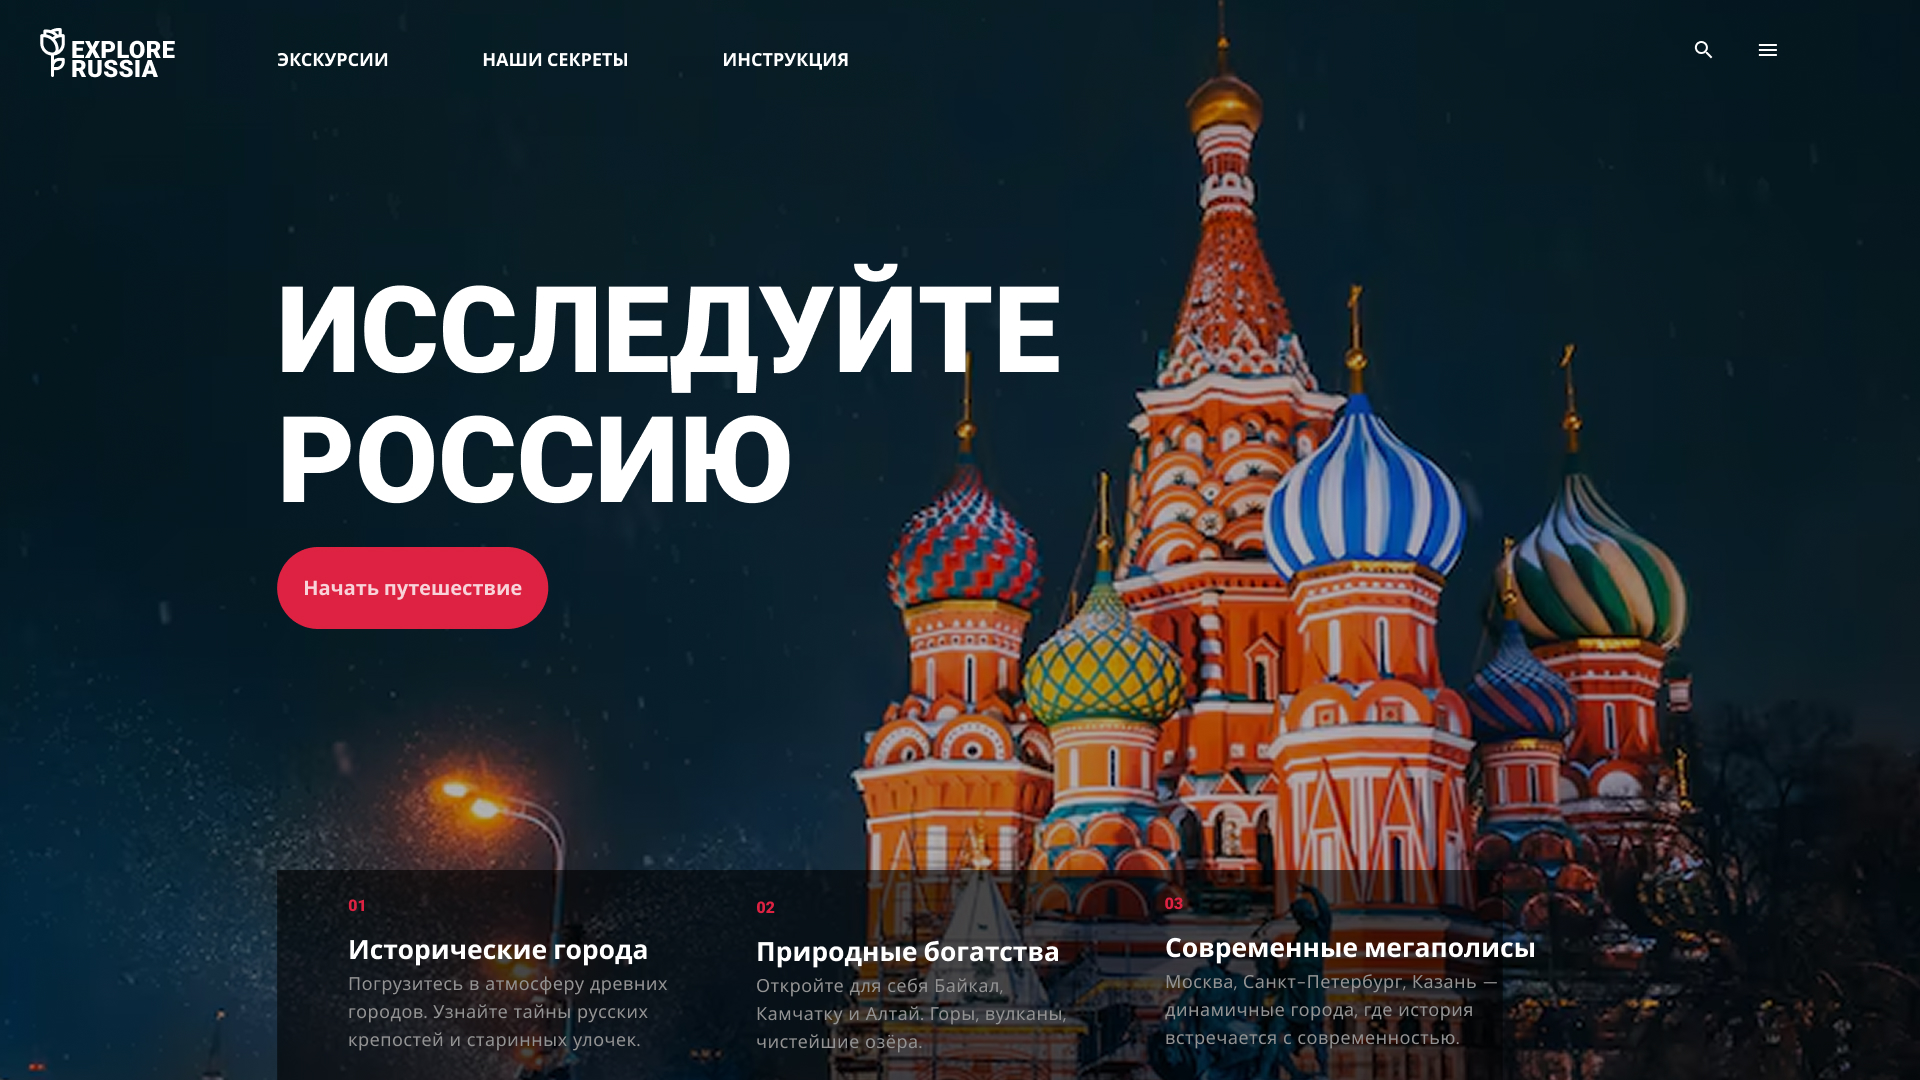 EXPLORE
RUSSIA
ЭКСКУРСИИ
НАШИ СЕКРЕТЫ
ИНСТРУКЦИЯ
ИССЛЕДУЙТЕ
РОССИЮ
Начать путешествие
01
Исторические города
Погрузитесь в атмосферу древних
городов. Узнайте тайны русских
крепостей и старинных улочек.
02
Природные богатства
Откройте для себя Байкал,
Камчатку и Алтай. Горы, вулканы,
чистейшие озёра.
03
Современные мегаполисы
Москва, Санкт-Петербург, Казань —
динамичные города, где история
встречается с современностью.